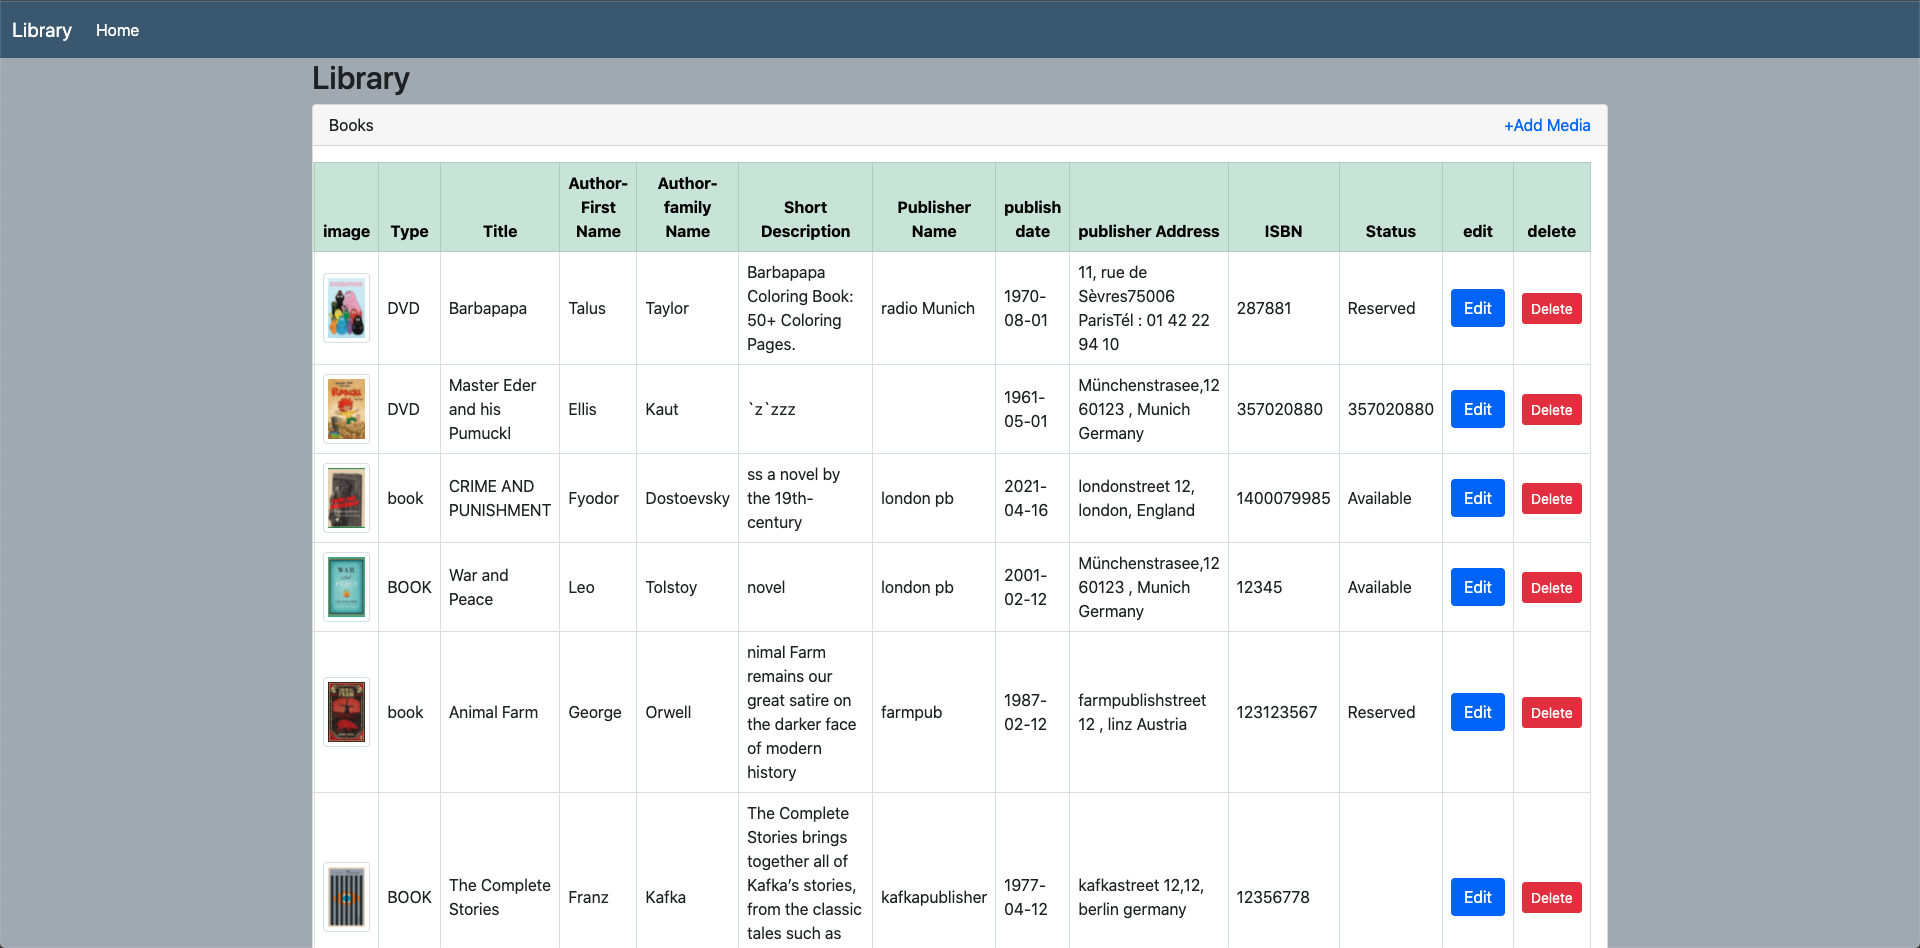 Library Home
Library
Books +Add Media
image Type Title Author-First Name Author-family Name Short Description Publisher Name publish date publisher Address ISBN Status edit delete
BARBAPAPA
DVD
Barbapapa
Talus
Taylor
Barbapapa
Coloring Book:
50+ Coloring
Pages.
radio Munich
1970-
08-01
11, rue de
Sèvres75006
ParisTél : 01 42 22
94 10
287881
Reserved
Edit
Delete
DVD
Master Eder
and his
Pumuckl
Ellis
Kaut
`z`zzz
1961-
05-01
Münchenstrasee,12
60123 , Munich
Germany
357020880
357020880
Edit
Delete
book
CRIME AND
PUNISHMENT
Fyodor
Dostoevsky
ss a novel by
the 19th-
century
london pb
2021-
04-16
londonstreet 12,
london, England
1400079985
Available
Edit
Delete
WAR
PEACE
BOOK
War and
Peace
Leo
Tolstoy
novel
london pb
2001-
02-12
Münchenstrasee,12
60123 , Munich
Germany
12345
Available
Edit
Delete
book
Animal Farm
George
Orwell
nimal Farm
remains our
great satire on
the darker face
of modern
history
farmpub
1987-
02-12
farmpublishstreet
12 , linz Austria
123123567
Reserved
Edit
Delete
BOOK
The Complete
Stories
Franz
Kafka
The Complete
Stories brings
together all of
Kafka’s stories,
from the classic
tales such as
kafkapublisher
1977-
04-12
kafkastreet 12,12,
berlin germany
12356778
Edit
Delete